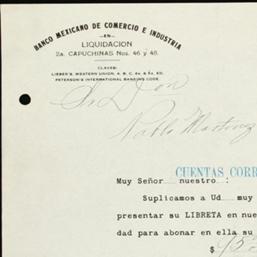 BANCO MEXICANO DE COMERCIO E INDUSTRIA
—EN—
LIQUIDACION
2a. CAPUCHINAS Nos. 46 y 48.
CLAVES:
LIEBER'S, WESTERN UNION, A. B. C. 4a. & 5a. ED.
PETERSON'S INTERNATIONAL BANKING CODE.
Sr Don
Pablo Martinez
CUENTAS CORR
Muy Señor nuestro :
Suplicamos a Ud muy
presentar su LIBRETA en nue
dad para abonar en ella su
$ 15